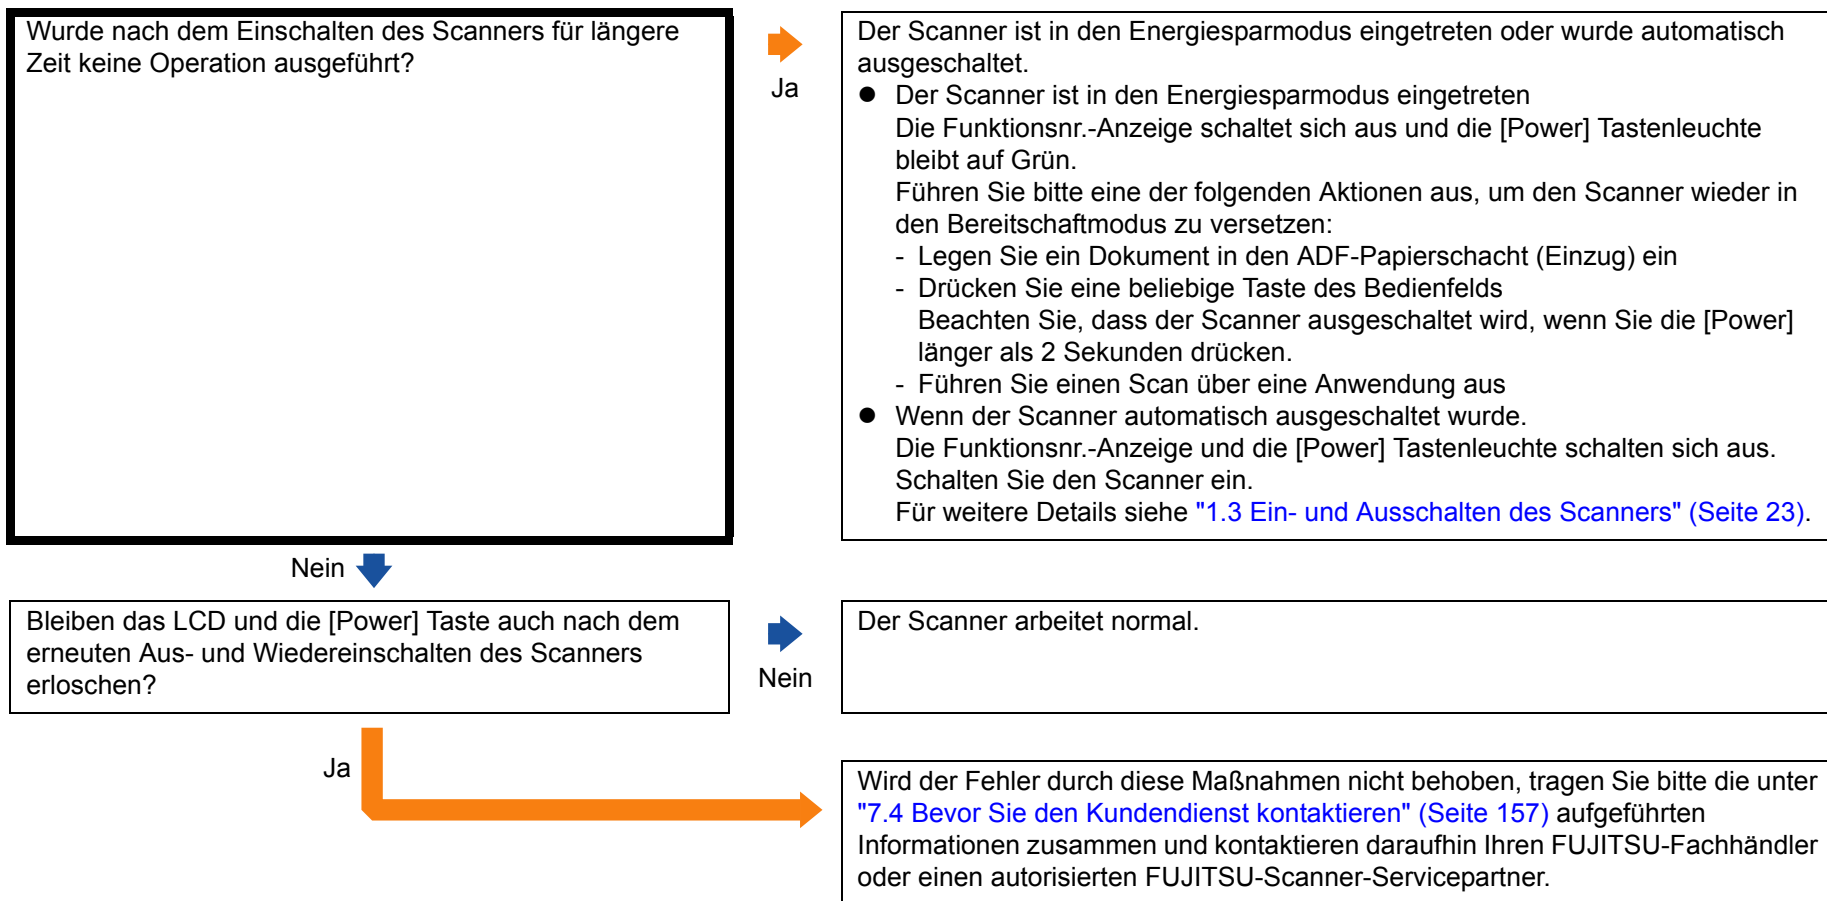 Wurde nach dem Einschalten des Scanners für längere
Zeit keine Operation ausgeführt?
Ja
Der Scanner ist in den Energiesparmodus eingetreten oder wurde automatisch
ausgeschaltet.
● Der Scanner ist in den Energiesparmodus eingetreten
Die Funktionsnr.-Anzeige schaltet sich aus und die [Power] Tastenleuchte
bleibt auf Grün.
Führen Sie bitte eine der folgenden Aktionen aus, um den Scanner wieder in
den Bereitschaftmodus zu versetzen:
- Legen Sie ein Dokument in den ADF-Papierschacht (Einzug) ein
- Drücken Sie eine beliebige Taste des Bedienfelds
Beachten Sie, dass der Scanner ausgeschaltet wird, wenn Sie die [Power]
länger als 2 Sekunden drücken.
- Führen Sie einen Scan über eine Anwendung aus
● Wenn der Scanner automatisch ausgeschaltet wurde.
Die Funktionsnr.-Anzeige und die [Power] Tastenleuchte schalten sich aus.
Schalten Sie den Scanner ein.
Für weitere Details siehe "1.3 Ein- und Ausschalten des Scanners" (Seite 23).
Nein
Bleiben das LCD und die [Power] Taste auch nach dem
erneuten Aus- und Wiedereinschalten des Scanners
erloschen?
Nein
Der Scanner arbeitet normal.
Ja
Wird der Fehler durch diese Maßnahmen nicht behoben, tragen Sie bitte die unter
"7.4 Bevor Sie den Kundendienst kontaktieren" (Seite 157) aufgeführten
Informationen zusammen und kontaktieren daraufhin Ihren FUJITSU-Fachhändler
oder einen autorisierten FUJITSU-Scanner-Servicepartner.